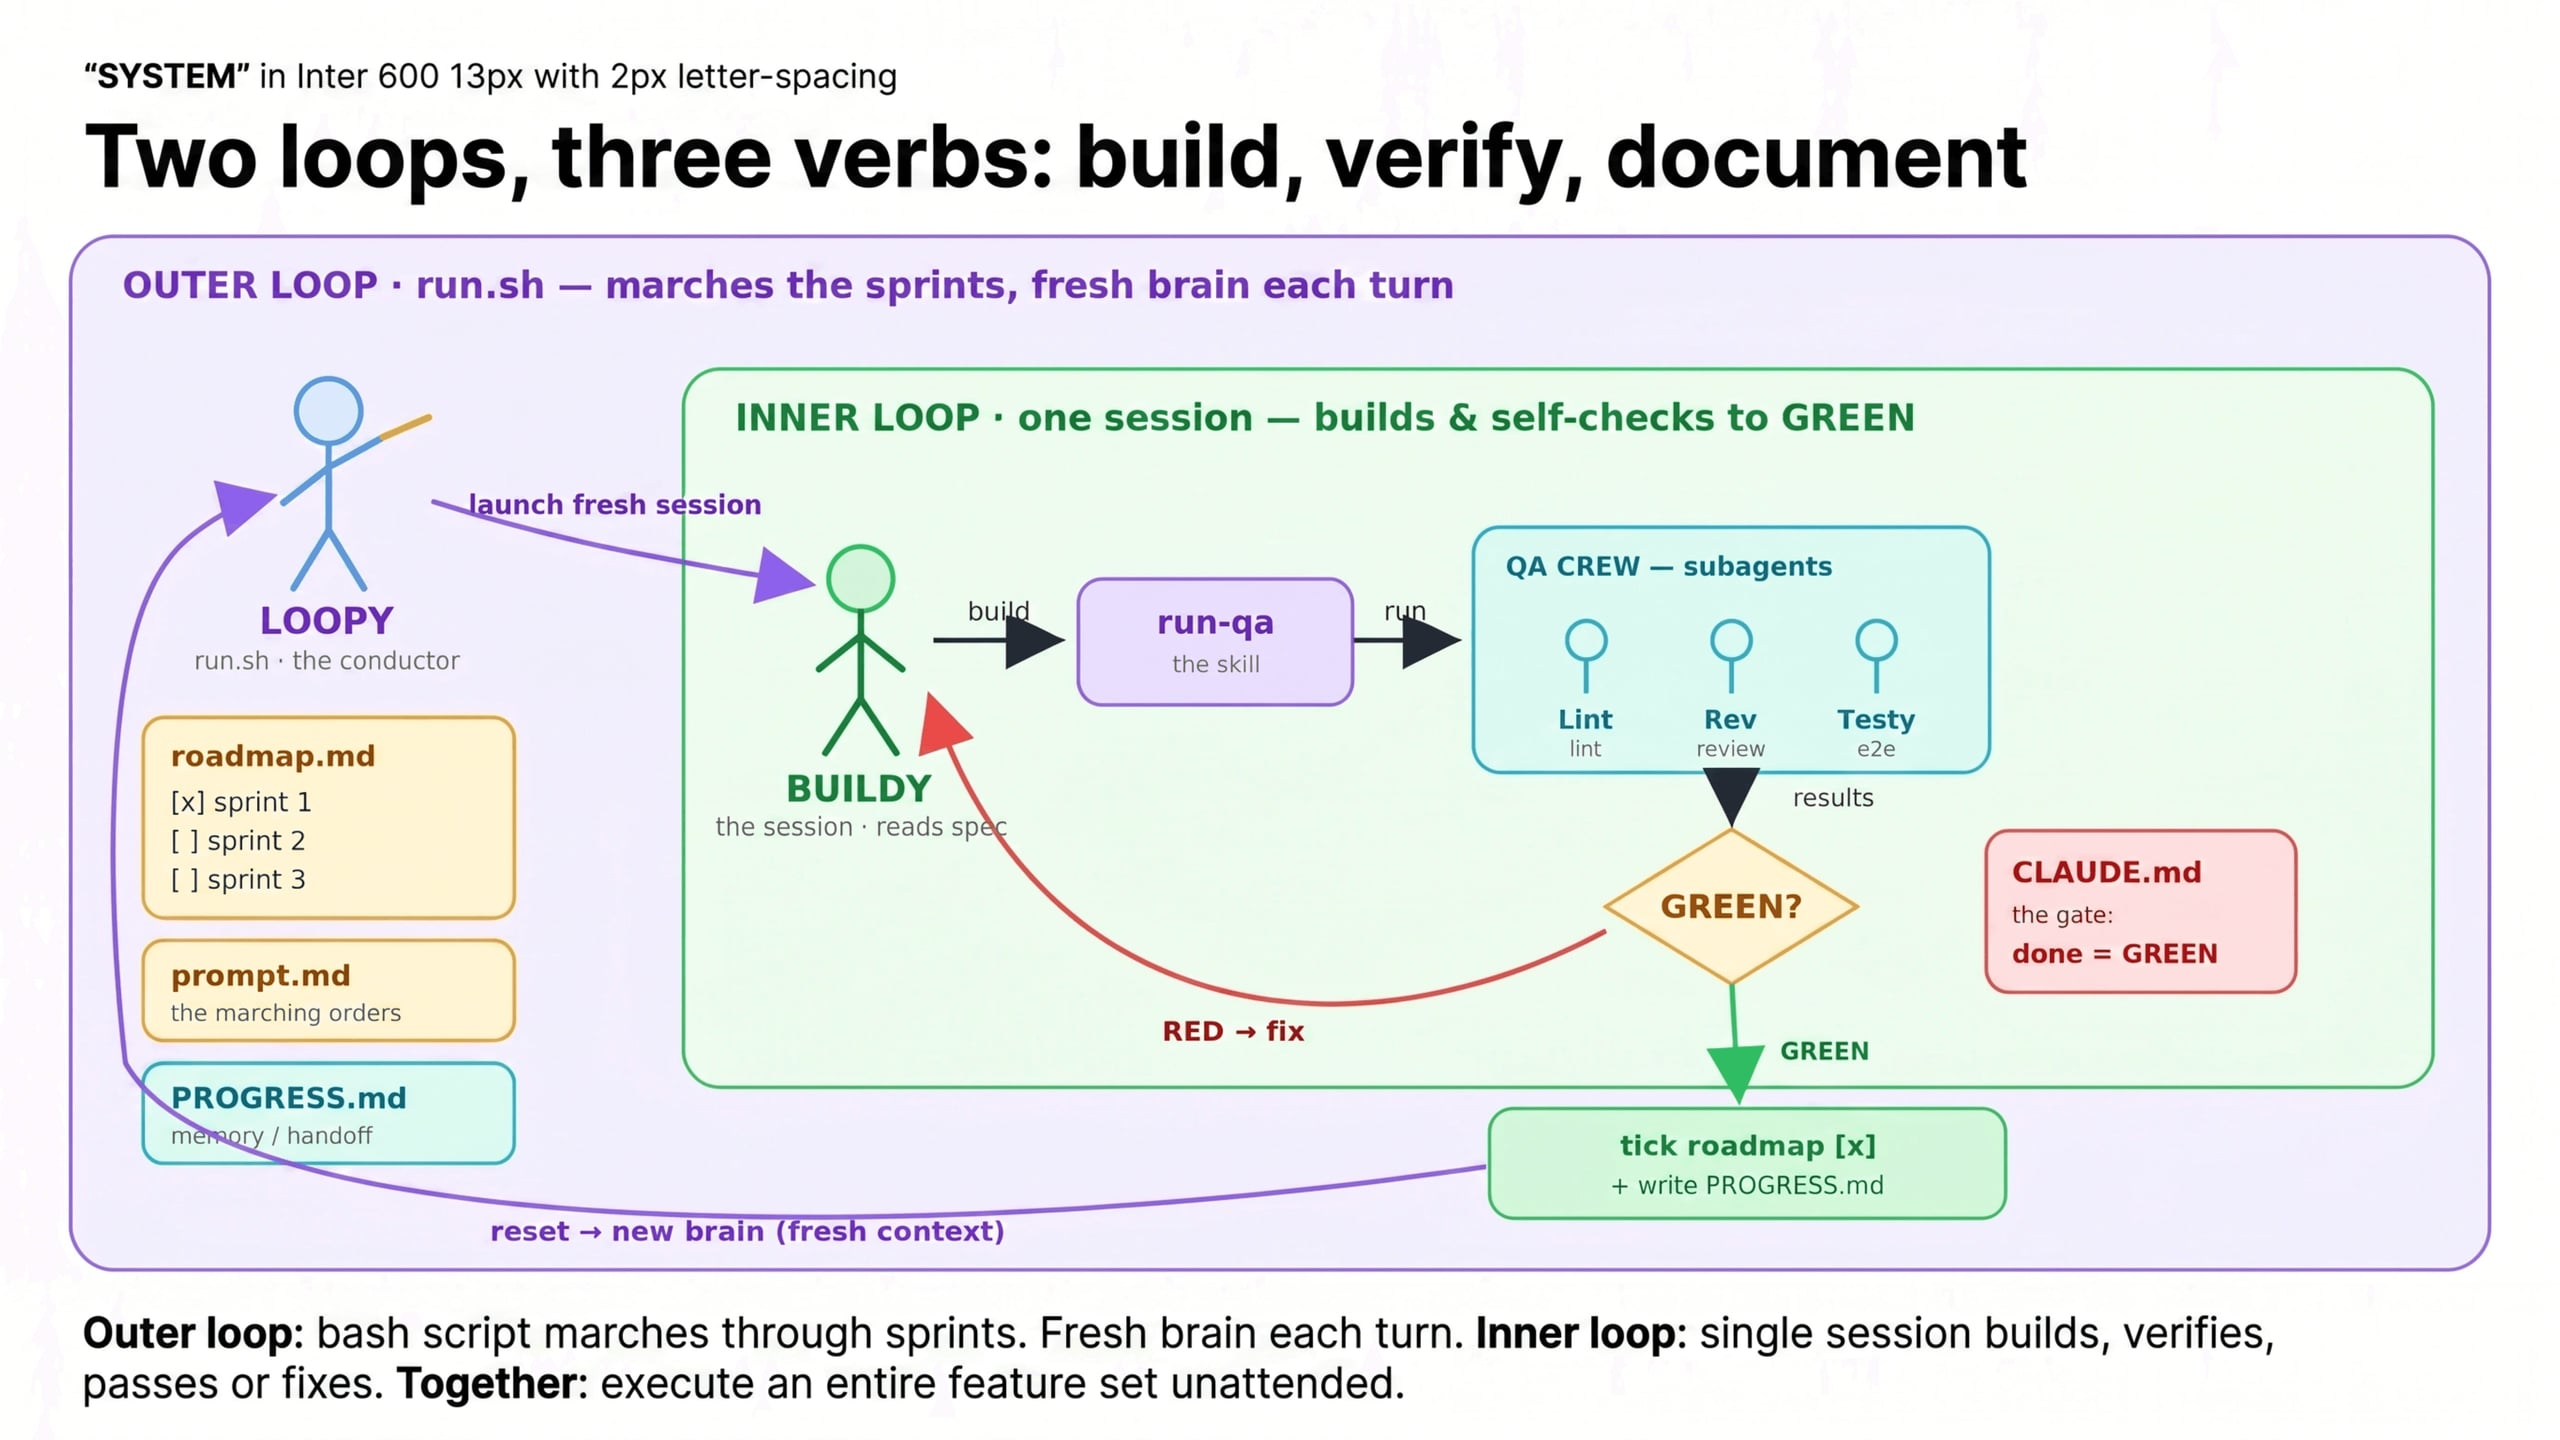 “SYSTEM” in Inter 600 13px with 2px letter-spacing
Two loops, three verbs: build, verify, document
OUTER LOOP · run.sh — marches the sprints, fresh brain each turn
LOOPY
run.sh · the conductor
roadmap.md
[x] sprint 1
[ ] sprint 2
[ ] sprint 3
prompt.md
the marching orders
PROGRESS.md
memory / handoff
launch fresh session
INNER LOOP · one session — builds & self-checks to GREEN
BUILDY
the session · reads spec
build
run-qa
the skill
run
QA CREW — subagents
Lint
lint
Rev
review
Testy
e2e
results
GREEN?
CLAUDE.md
the gate:
done = GREEN
RED → fix
GREEN
tick roadmap [x]
+ write PROGRESS.md
reset → new brain (fresh context)
Outer loop: bash script marches through sprints. Fresh brain each turn. Inner loop: single session builds, verifies,
passes or fixes. Together: execute an entire feature set unattended.